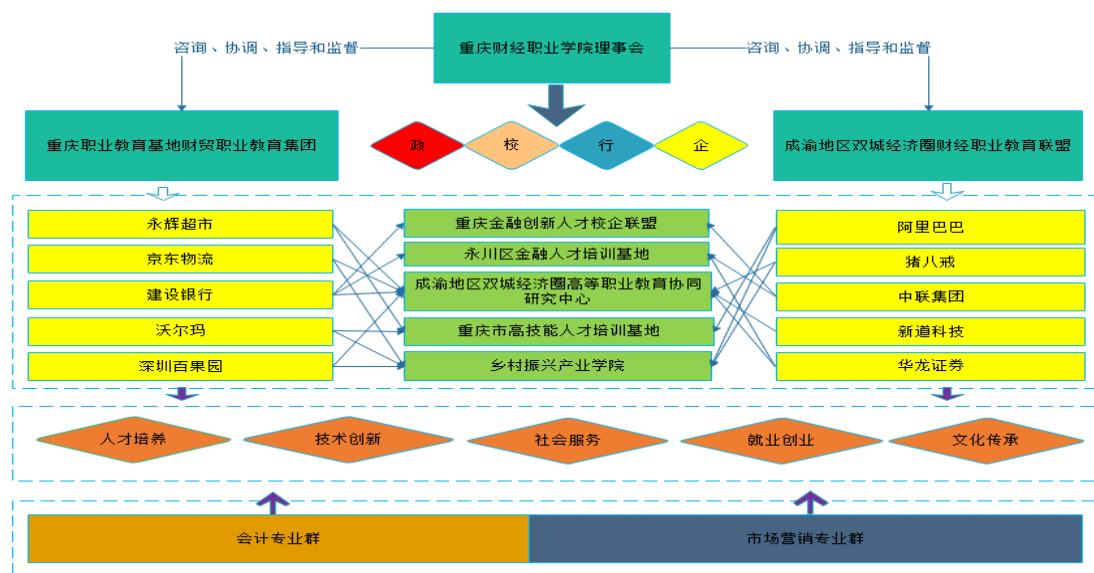 重庆财经职业学院理事会
咨询、协调、指导和监督
咨询、协调、指导和监督
重庆职业教育基地财贸职业教育集团
政
校
行
企
成渝地区双城经济圈财经职业教育联盟
永辉超市
京东物流
建设银行
沃尔玛
深圳百果园
重庆金融创新人才校企联盟
永川区金融人才培训基地
成渝地区双城经济圈高等职业教育协同
研究中心
重庆市高技能人才培训基地
乡村振兴产业学院
阿里巴巴
猪八戒
中联集团
新道科技
华龙证券
人才培养
技术创新
社会服务
就业创业
文化传承
会计专业群
市场营销专业群